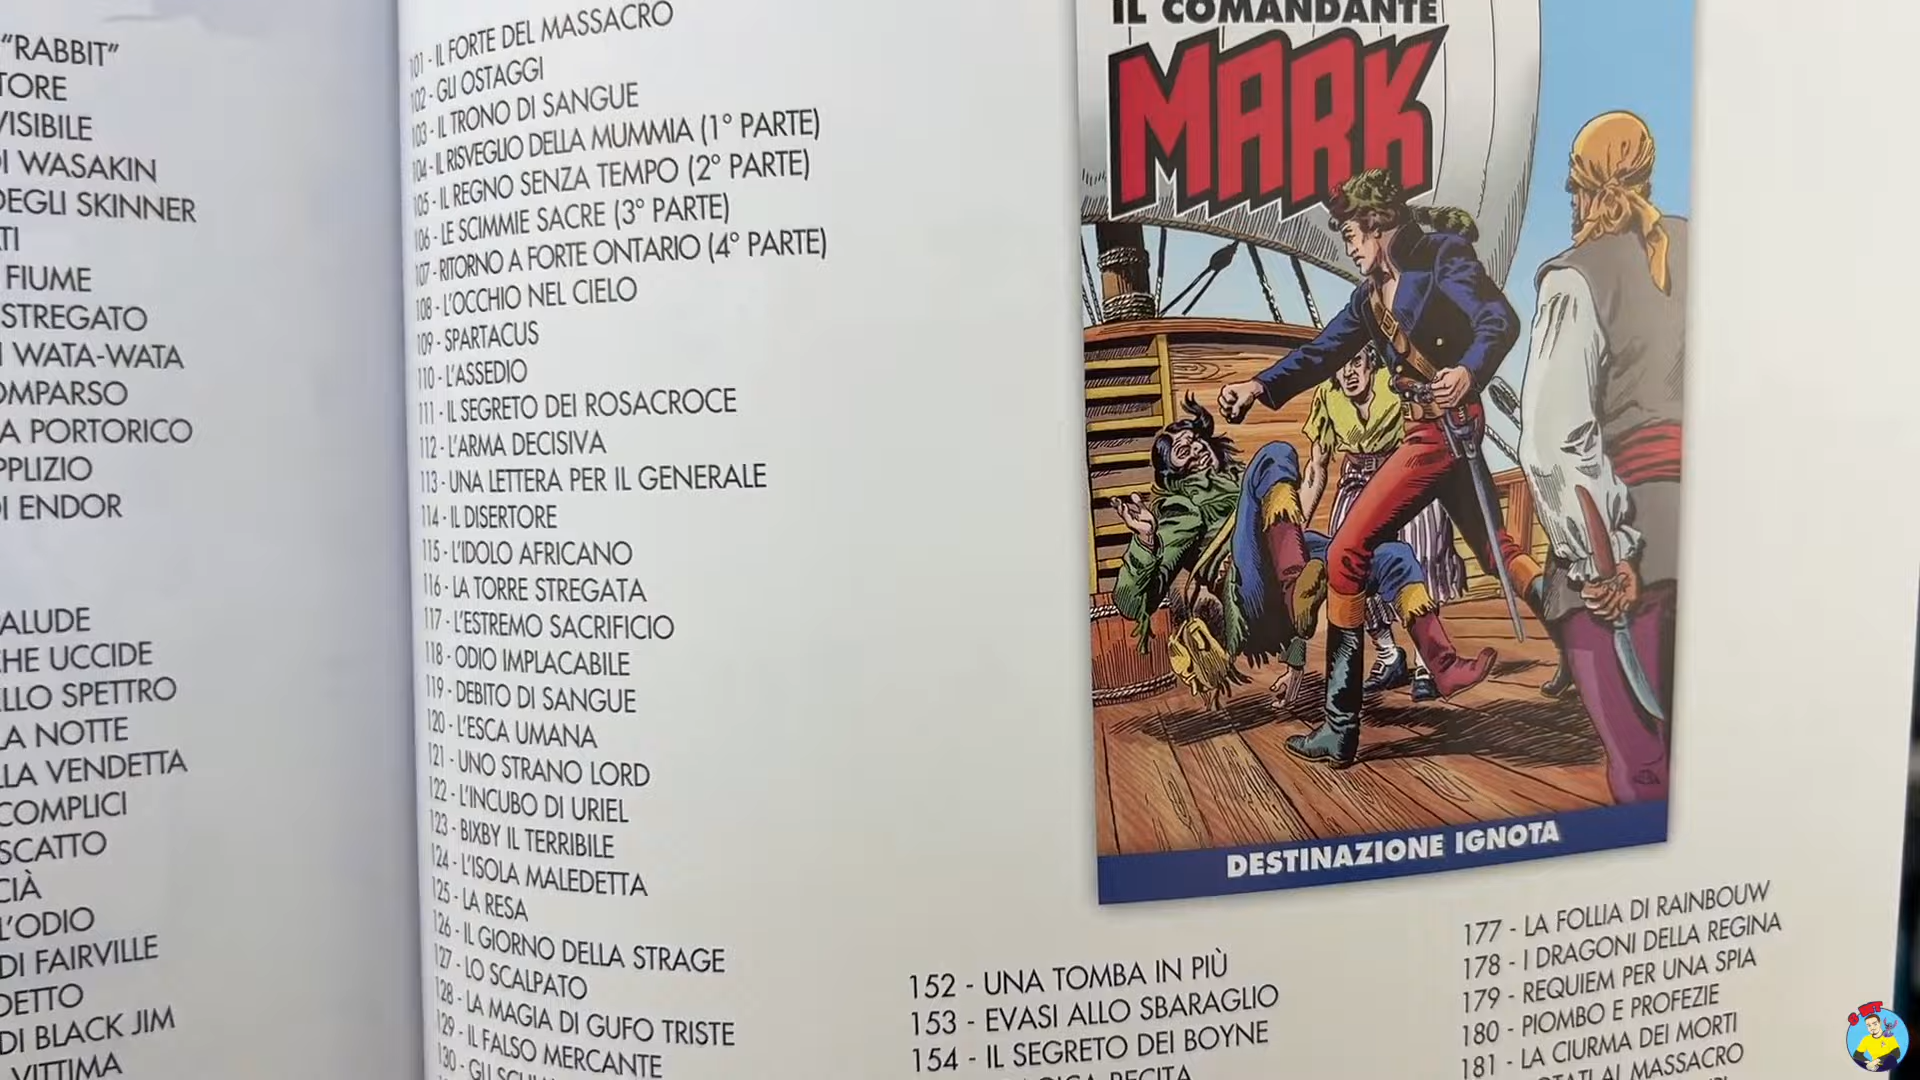 "RABBIT"
TORE
VISIBILE
DI WASAKIN
DEGLI SKINNER
TI
FIUME
STREGATO
I WATA-WATA
OMPARSO
A PORTORICO
PPLIZIO
DI ENDOR
ALUDE
CHE UCCIDE
LLO SPETTRO
LA NOTTE
LLA VENDETTA
COMPLICI
SCATTO
CIÀ
L'ODIO
DI FAIRVILLE
DETTO
DI BLACK JIM
VITTIMA
101 - IL FORTE DEL MASSACRO
102 - GLI OSTAGGI
103 - IL TRONO DI SANGUE
104 - IL RISVEGLIO DELLA MUMMIA (1° PARTE)
105 - IL REGNO SENZA TEMPO (2° PARTE)
106 - LE SCIMMIE SACRE (3° PARTE)
107 - RITORNO A FORTE ONTARIO (4° PARTE)
108 - L'OCCHIO NEL CIELO
109 - SPARTACUS
110 - L'ASSEDIO
111 - IL SEGRETO DEI ROSACROCE
112 - L'ARMA DECISIVA
113 - UNA LETTERA PER IL GENERALE
114 - IL DISERTORE
115 - L'IDOLO AFRICANO
116 - LA TORRE STREGATA
117 - L'ESTREMO SACRIFICIO
118 - ODIO IMPLACABILE
119 - DEBITO DI SANGUE
120 - L'ESCA UMANA
121 - UNO STRANO LORD
122 - L'INCUBO DI URIEL
123 - BIXBY IL TERRIBILE
124 - L'ISOLA MALEDETTA
125 - LA RESA
126 - IL GIORNO DELLA STRAGE
127 - LO SCALPATO
128 - LA MAGIA DI GUFO TRISTE
129 - IL FALSO MERCANTE
130 - GLI
IL COMANDANTE
MARK
DESTINAZIONE IGNOTA
152 - UNA TOMBA IN PIÙ
153 - EVASI ALLO SBARAGLIO
154 - IL SEGRETO DEI BOYNE
RECITA
177 - LA FOLLIA DI RAINBOUW
178 - I DRAGONI DELLA REGINA
179 - REQUIEM PER UNA SPIA
180 - PIOMBO E PROFEZIE
181 - LA CIURMA DEI MORTI
AL MASSACRO